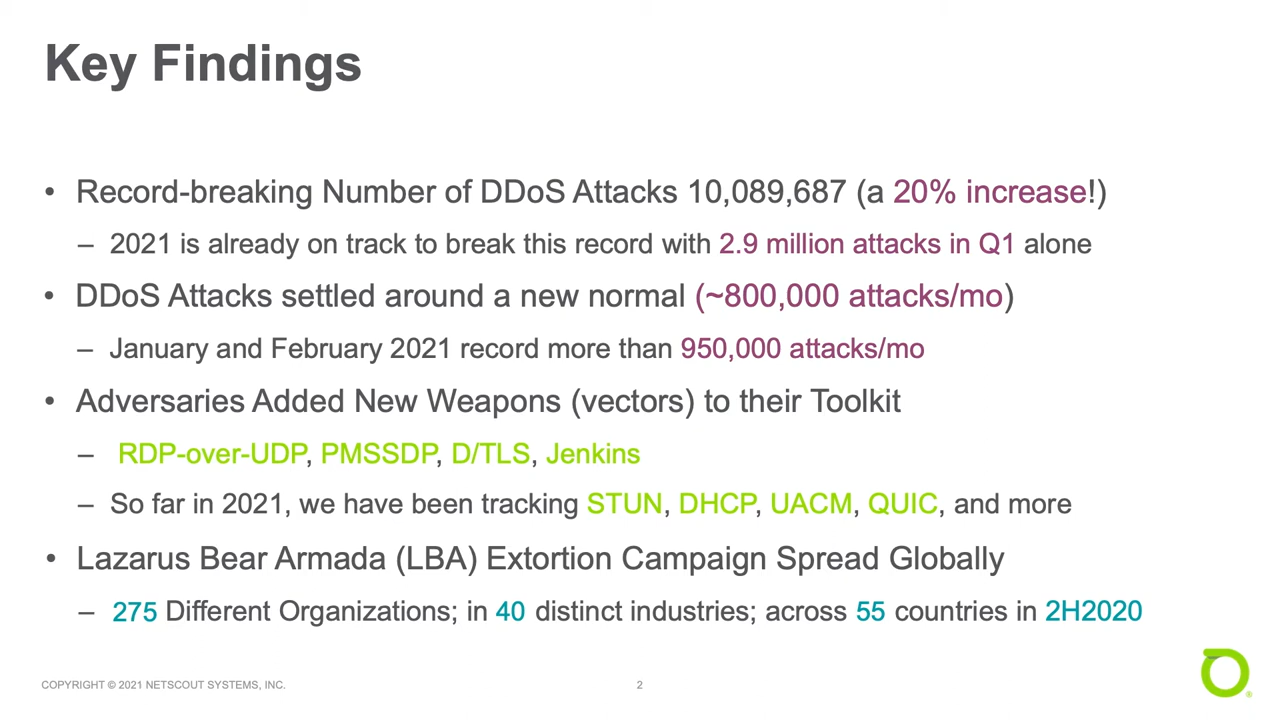 Key Findings
• Record-breaking Number of DDoS Attacks 10,089,687 (a 20% increase!)
– 2021 is already on track to break this record with 2.9 million attacks in Q1 alone
• DDoS Attacks settled around a new normal (~800,000 attacks/mo)
– January and February 2021 record more than 950,000 attacks/mo
• Adversaries Added New Weapons (vectors) to their Toolkit
– RDP-over-UDP, PMSSDP, D/TLS, Jenkins
– So far in 2021, we have been tracking STUN, DHCP, UACM, QUIC, and more
• Lazarus Bear Armada (LBA) Extortion Campaign Spread Globally
– 275 Different Organizations; in 40 distinct industries; across 55 countries in 2H2020
COPYRIGHT © 2021 NETSCOUT SYSTEMS, INC.
2
®